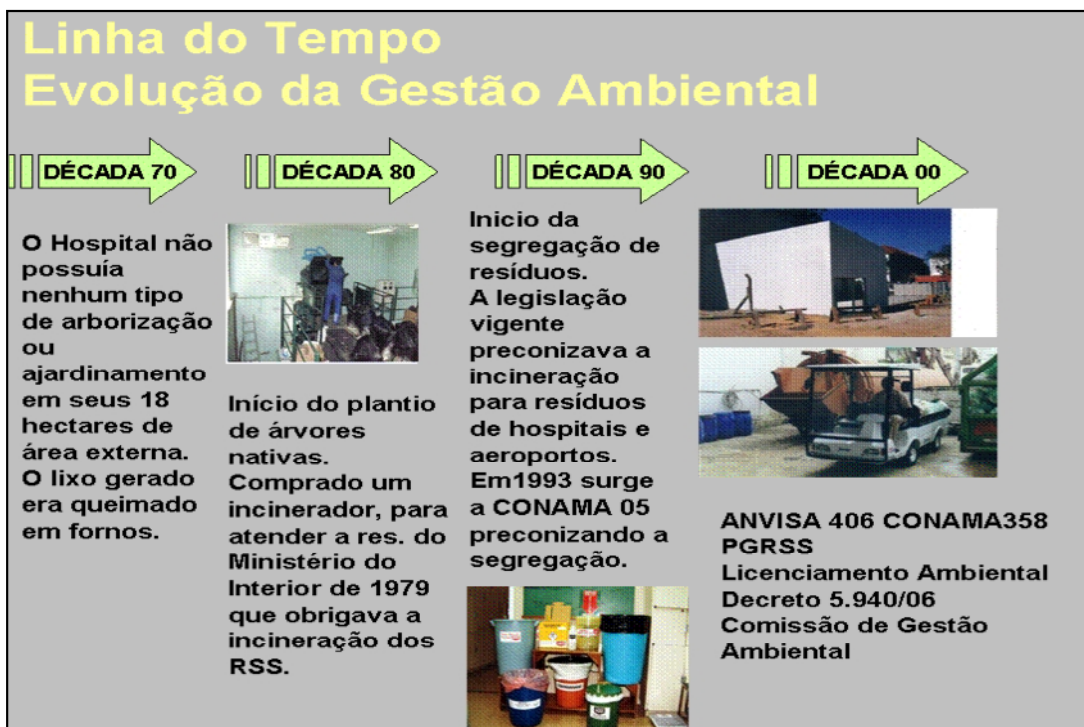 Linha do Tempo
Evolução da Gestão Ambiental
DÉCADA 70
O Hospital não
possuía
nenhum tipo
de arborização
ou
ajardinamento
em seus 18
hectares de
área externa.
O lixo gerado
era queimado
em fornos.
DÉCADA 80
Início do plantio
de árvores
nativas.
Comprado um
incinerador, para
atender a res. do
Ministério do
Interior de 1979
que obrigava a
incineração dos
RSS.
DÉCADA 90
Inicio da
segregação de
resíduos.
A legislação
vigente
preconizava a
incineração
para resíduos
de hospitais e
aeroportos.
Em1993 surge
a CONAMA 05
preconizando a
segregação.
DÉCADA 00
ANVISA 406 CONAMA358
PGRSS
Licenciamento Ambiental
Decreto 5.940/06
Comissão de Gestão
Ambiental